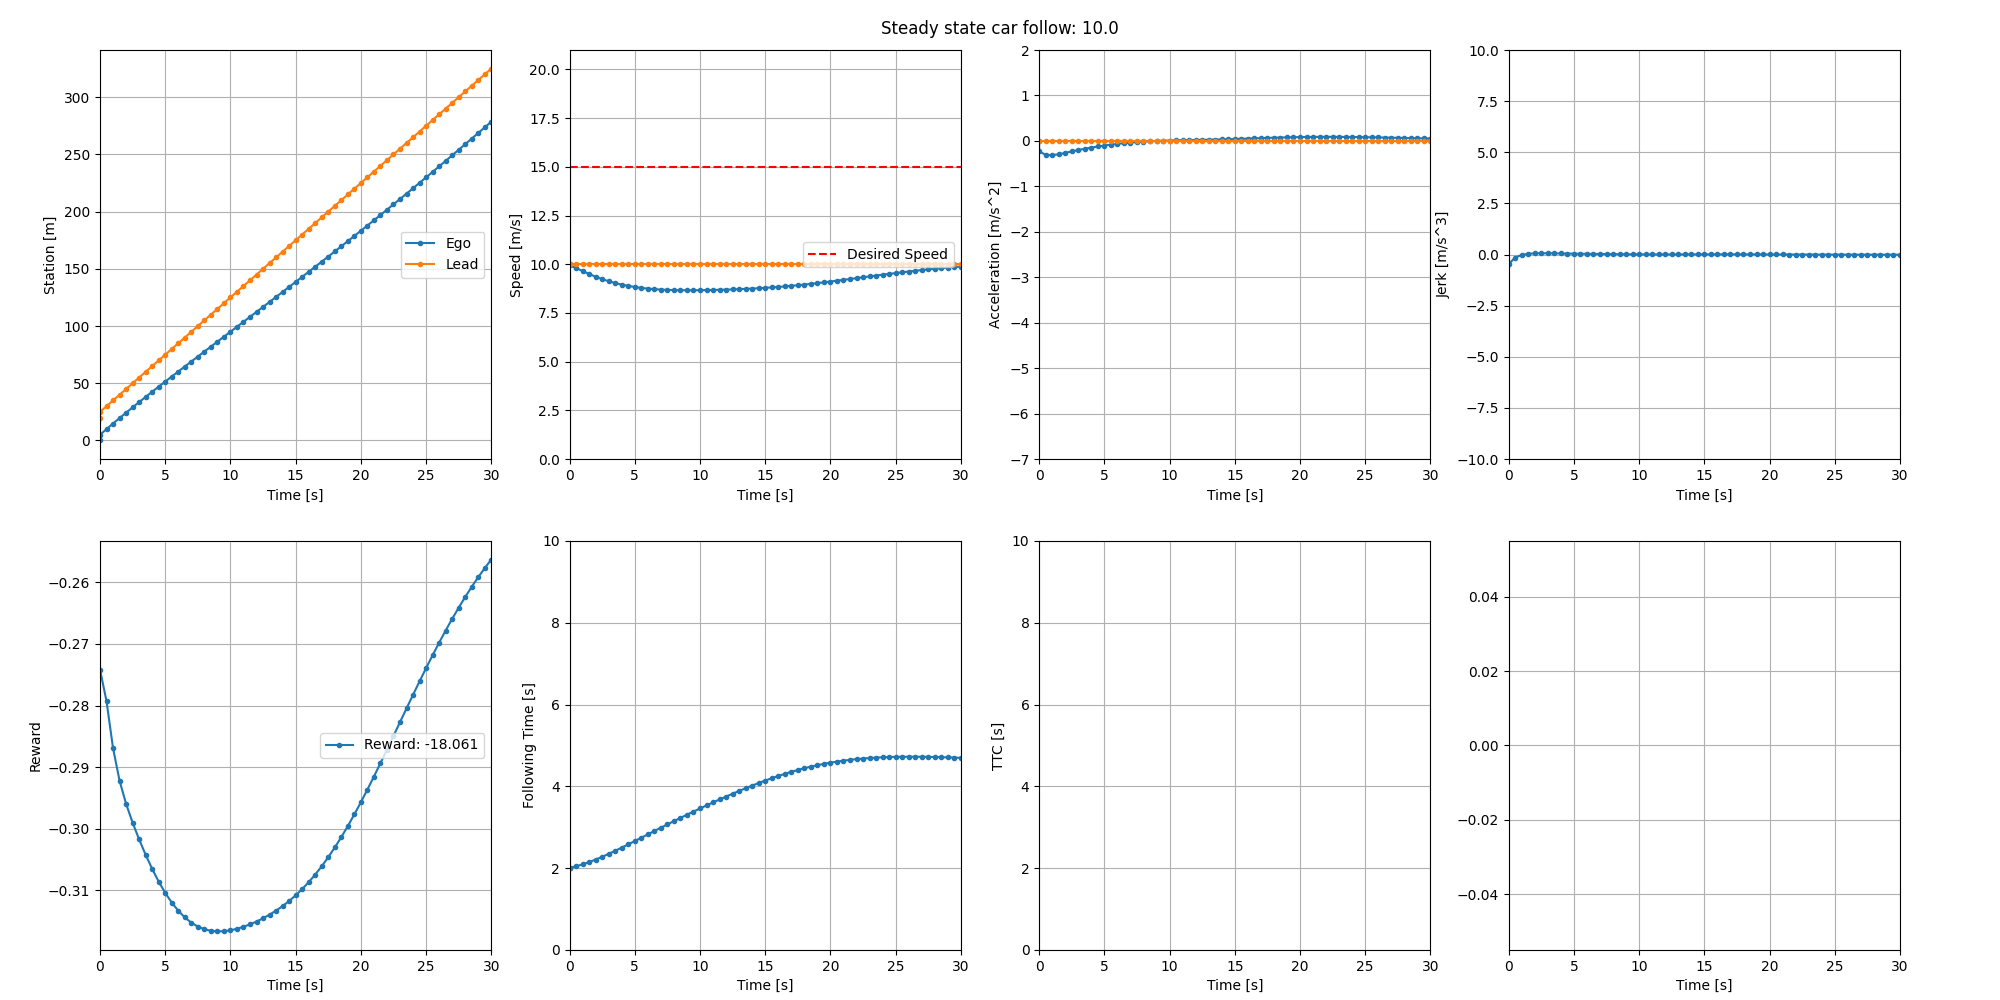 Steady state car follow: 10.0
Station [m]
300
250
200
150
100
50
0
Ego
Lead
0 5 10 15 20 25 30
Time [s]
Speed [m/s]
20.0
17.5
15.0
12.5
10.0
7.5
5.0
2.5
0.0
Desired Speed
0 5 10 15 20 25 30
Time [s]
Acceleration [m/s^2]
2
1
0
−1
−2
−3
−4
−5
−6
−7
0 5 10 15 20 25 30
Time [s]
Jerk [m/s^3]
10.0
7.5
5.0
2.5
0.0
−2.5
−5.0
−7.5
−10.0
0 5 10 15 20 25 30
Time [s]
Reward
−0.26
−0.27
−0.28
−0.29
−0.30
−0.31
Reward: -18.061
0 5 10 15 20 25 30
Time [s]
Following Time [s]
10
8
6
4
2
0
0 5 10 15 20 25 30
Time [s]
TTC [s]
10
8
6
4
2
0
0 5 10 15 20 25 30
Time [s]
0.04
0.02
0.00
−0.02
−0.04
0 5 10 15 20 25 30
Time [s]